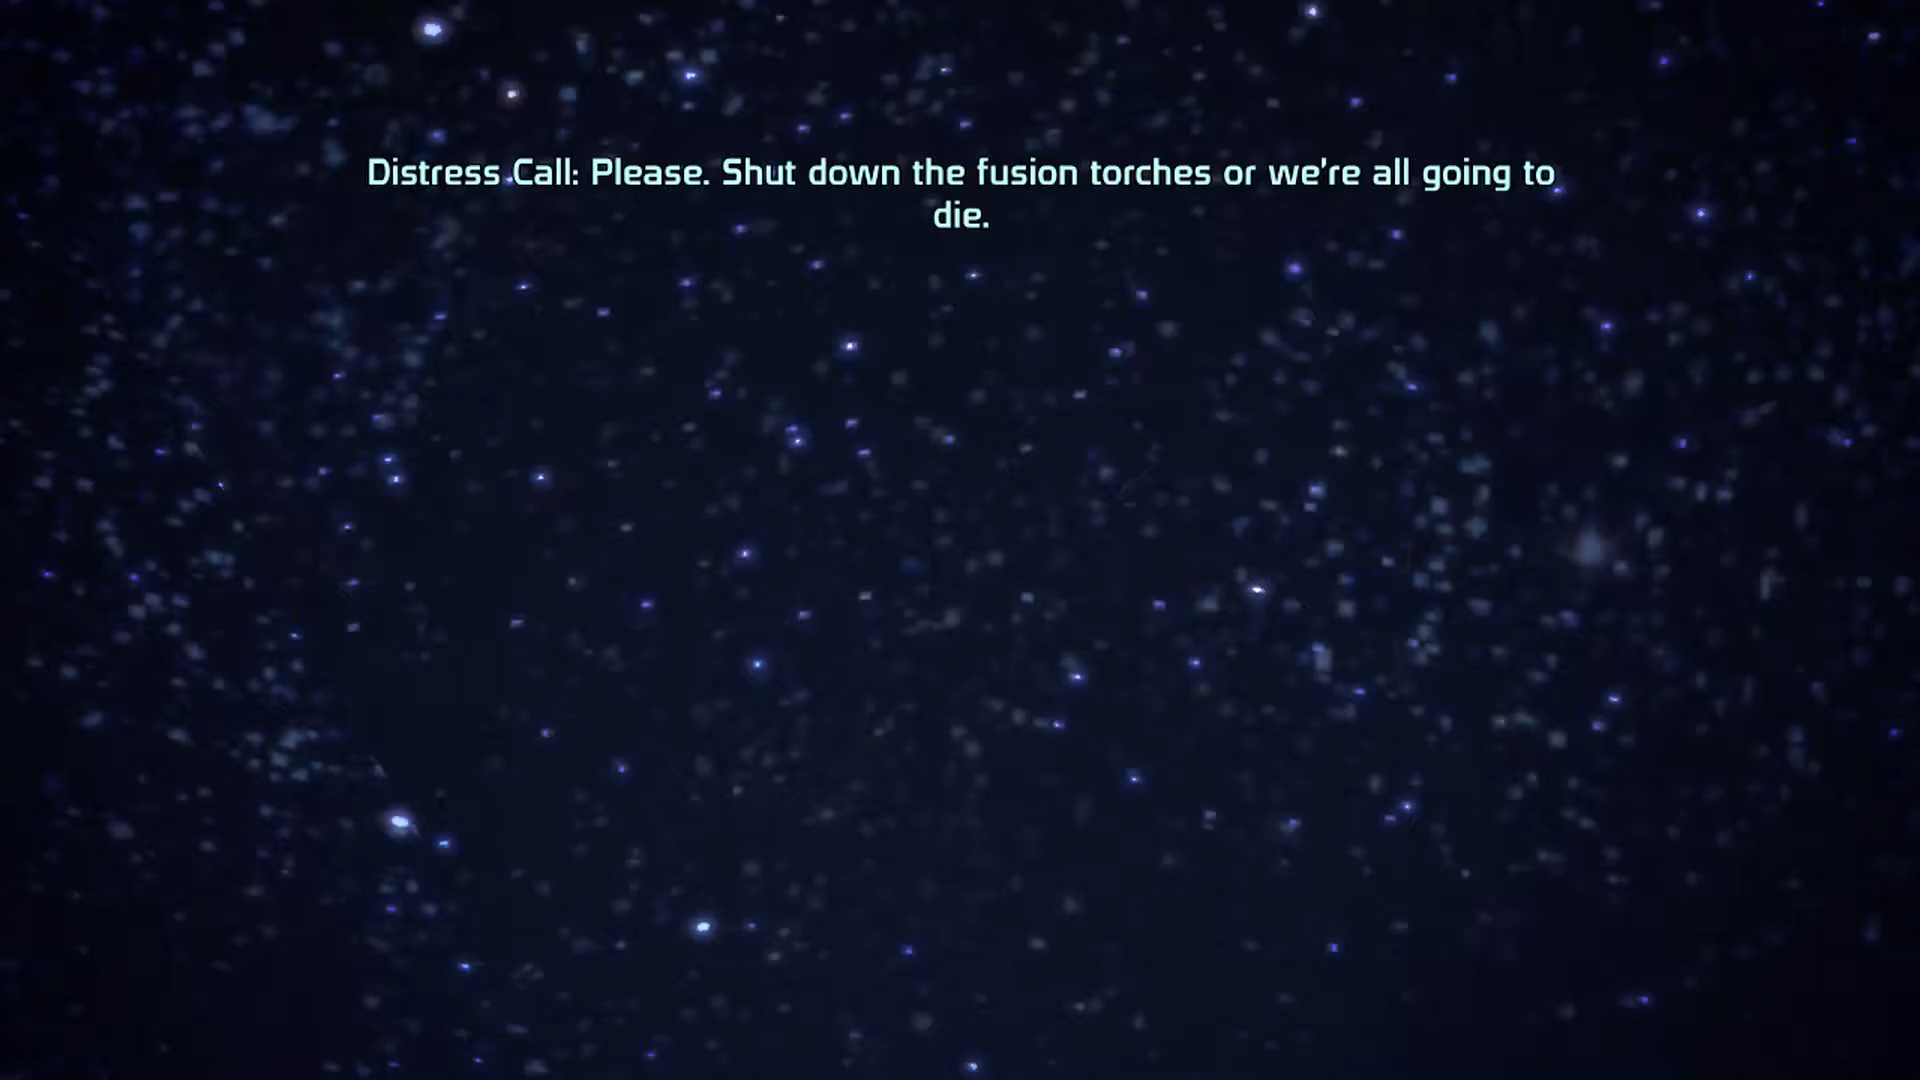 Distress Call: Please. Shut down the fusion torches or we're all going to
die.